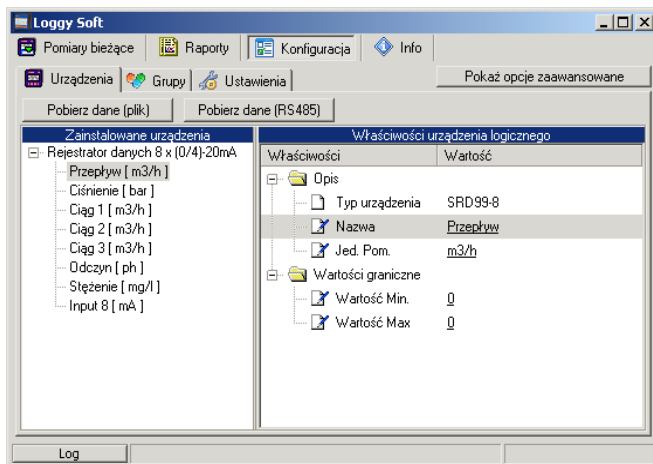 Loggy Soft
Pomiary bieżące Raporty Konfiguracja Info
Urządzenia Grupy Ustawienia Pokaż opcje zaawansowane
Pobierz dane (plik) Pobierz dane (RS485)
Zainstalowane urządzenia
Rejestrator danych 8 x (0/4)-20mA
Przepływ [ m3/h ]
Ciśnienie [ bar ]
Ciąg 1 [ m3/h ]
Ciąg 2 [ m3/h ]
Ciąg 3 [ m3/h ]
Odczyn [ ph ]
Stężenie [ mg/l ]
Input 8 [ mA ]
Właściwości urządzenia logicznego
Właściwości Wartość
Opis
Typ urządzenia SRD99-8
Nazwa Przepływ
Jed. Pom. m3/h
Wartości graniczne
Wartość Min. 0
Wartość Max 0
Log